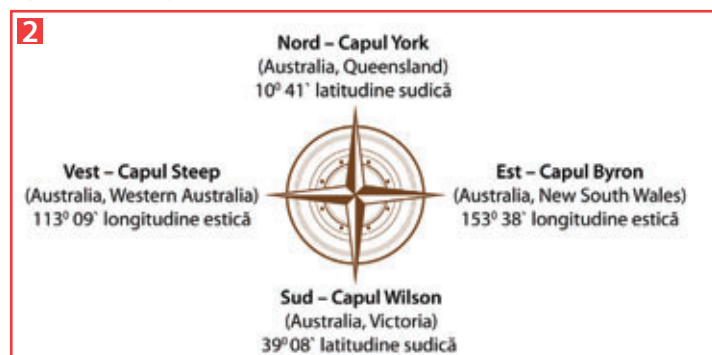 2
Nord – Capul York
(Australia, Queensland)
10⁰ 41` latitudine sudică
Vest – Capul Steep
(Australia, Western Australia)
113⁰ 09` longitudine estică
Est – Capul Byron
(Australia, New South Wales)
153⁰ 38` longitudine estică
Sud – Capul Wilson
(Australia, Victoria)
39⁰ 08` latitudine sudică